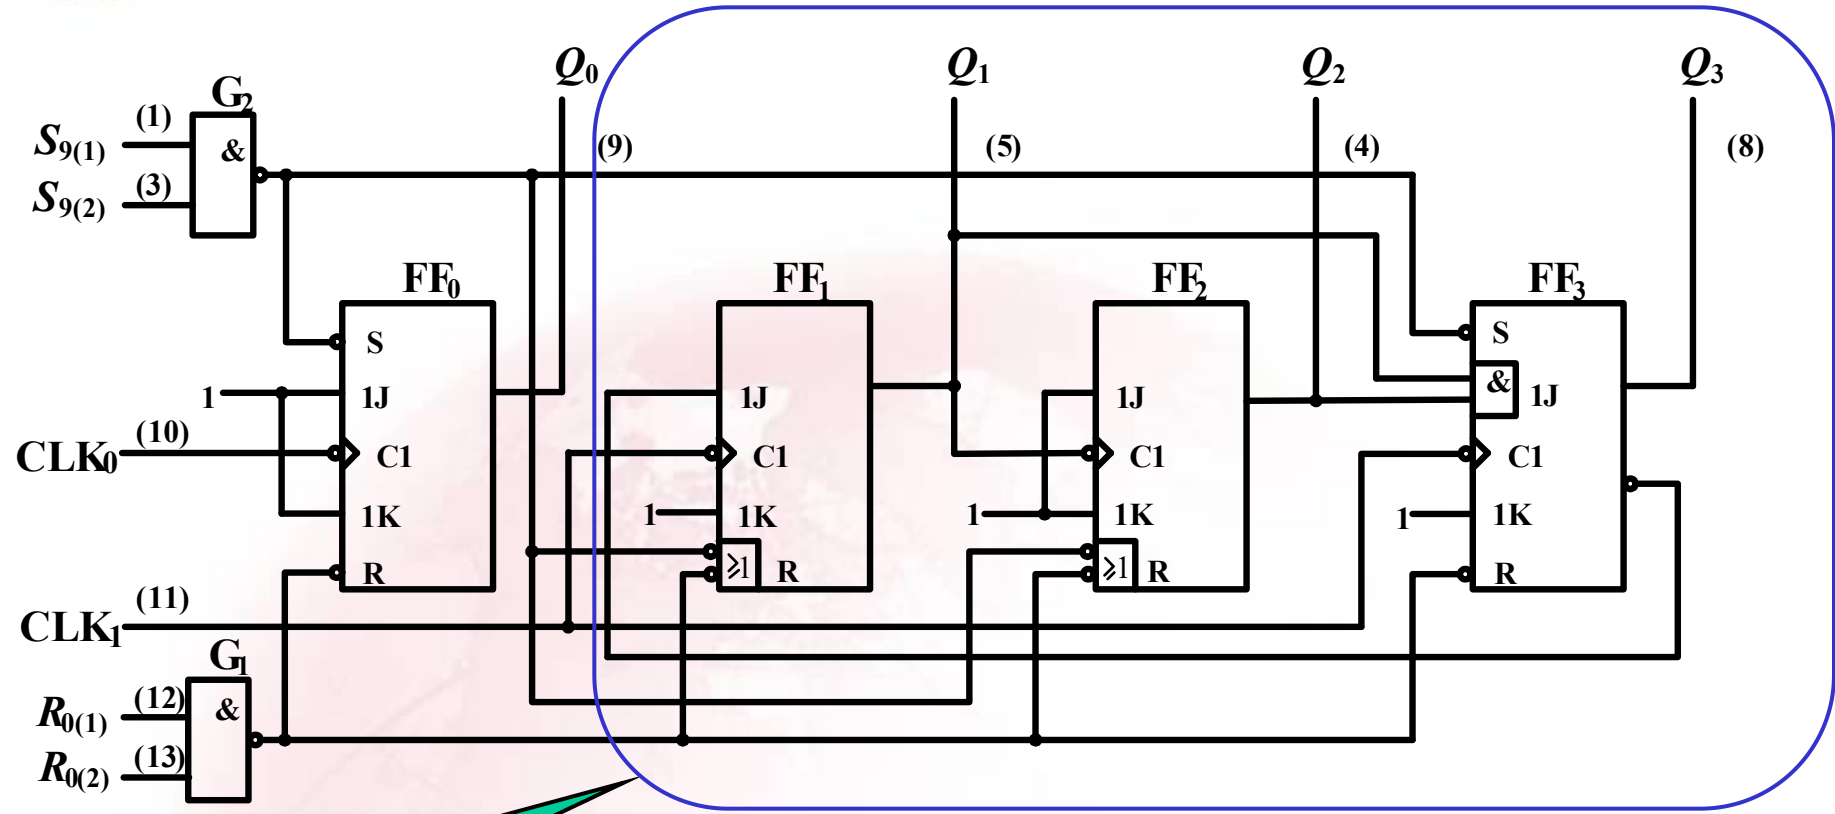 Q0
Q1
Q2
Q3
G2
(1)
S9(1)
&
(9)
(5)
(4)
(8)
(3)
S9(2)
FF0
FF1
FF2
FF3
S
S
1
1J
1J
1J
&
1J
CLK0
(10)
C1
C1
C1
C1
1K
1
1K
1
1K
1
1K
R
≥1
R
≥1
R
R
CLK1
(11)
G1
R0(1)
(12)
&
R0(2)
(13)